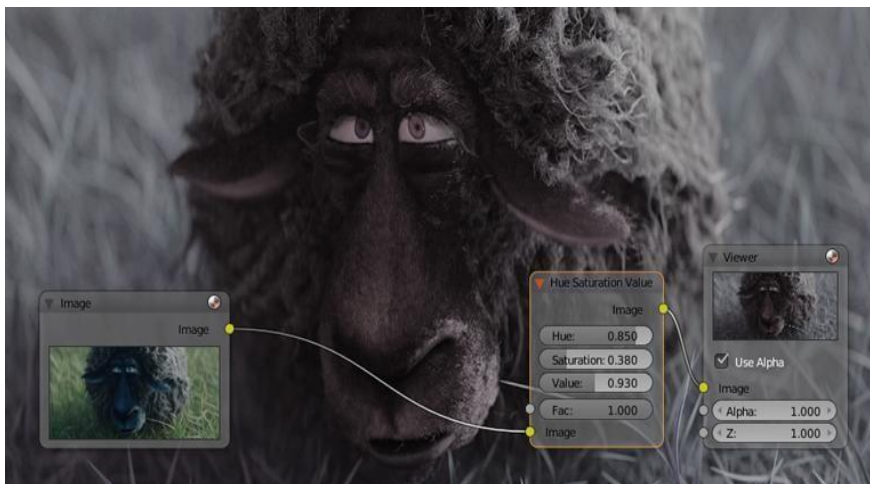 Image
Image
Hue Saturation Value
Image
Hue: 0.850
Saturation: 0.380
Value: 0.930
Fac: 1.000
Image
Viewer
Use Alpha
Image
Alpha: 1.000
Z: 1.000